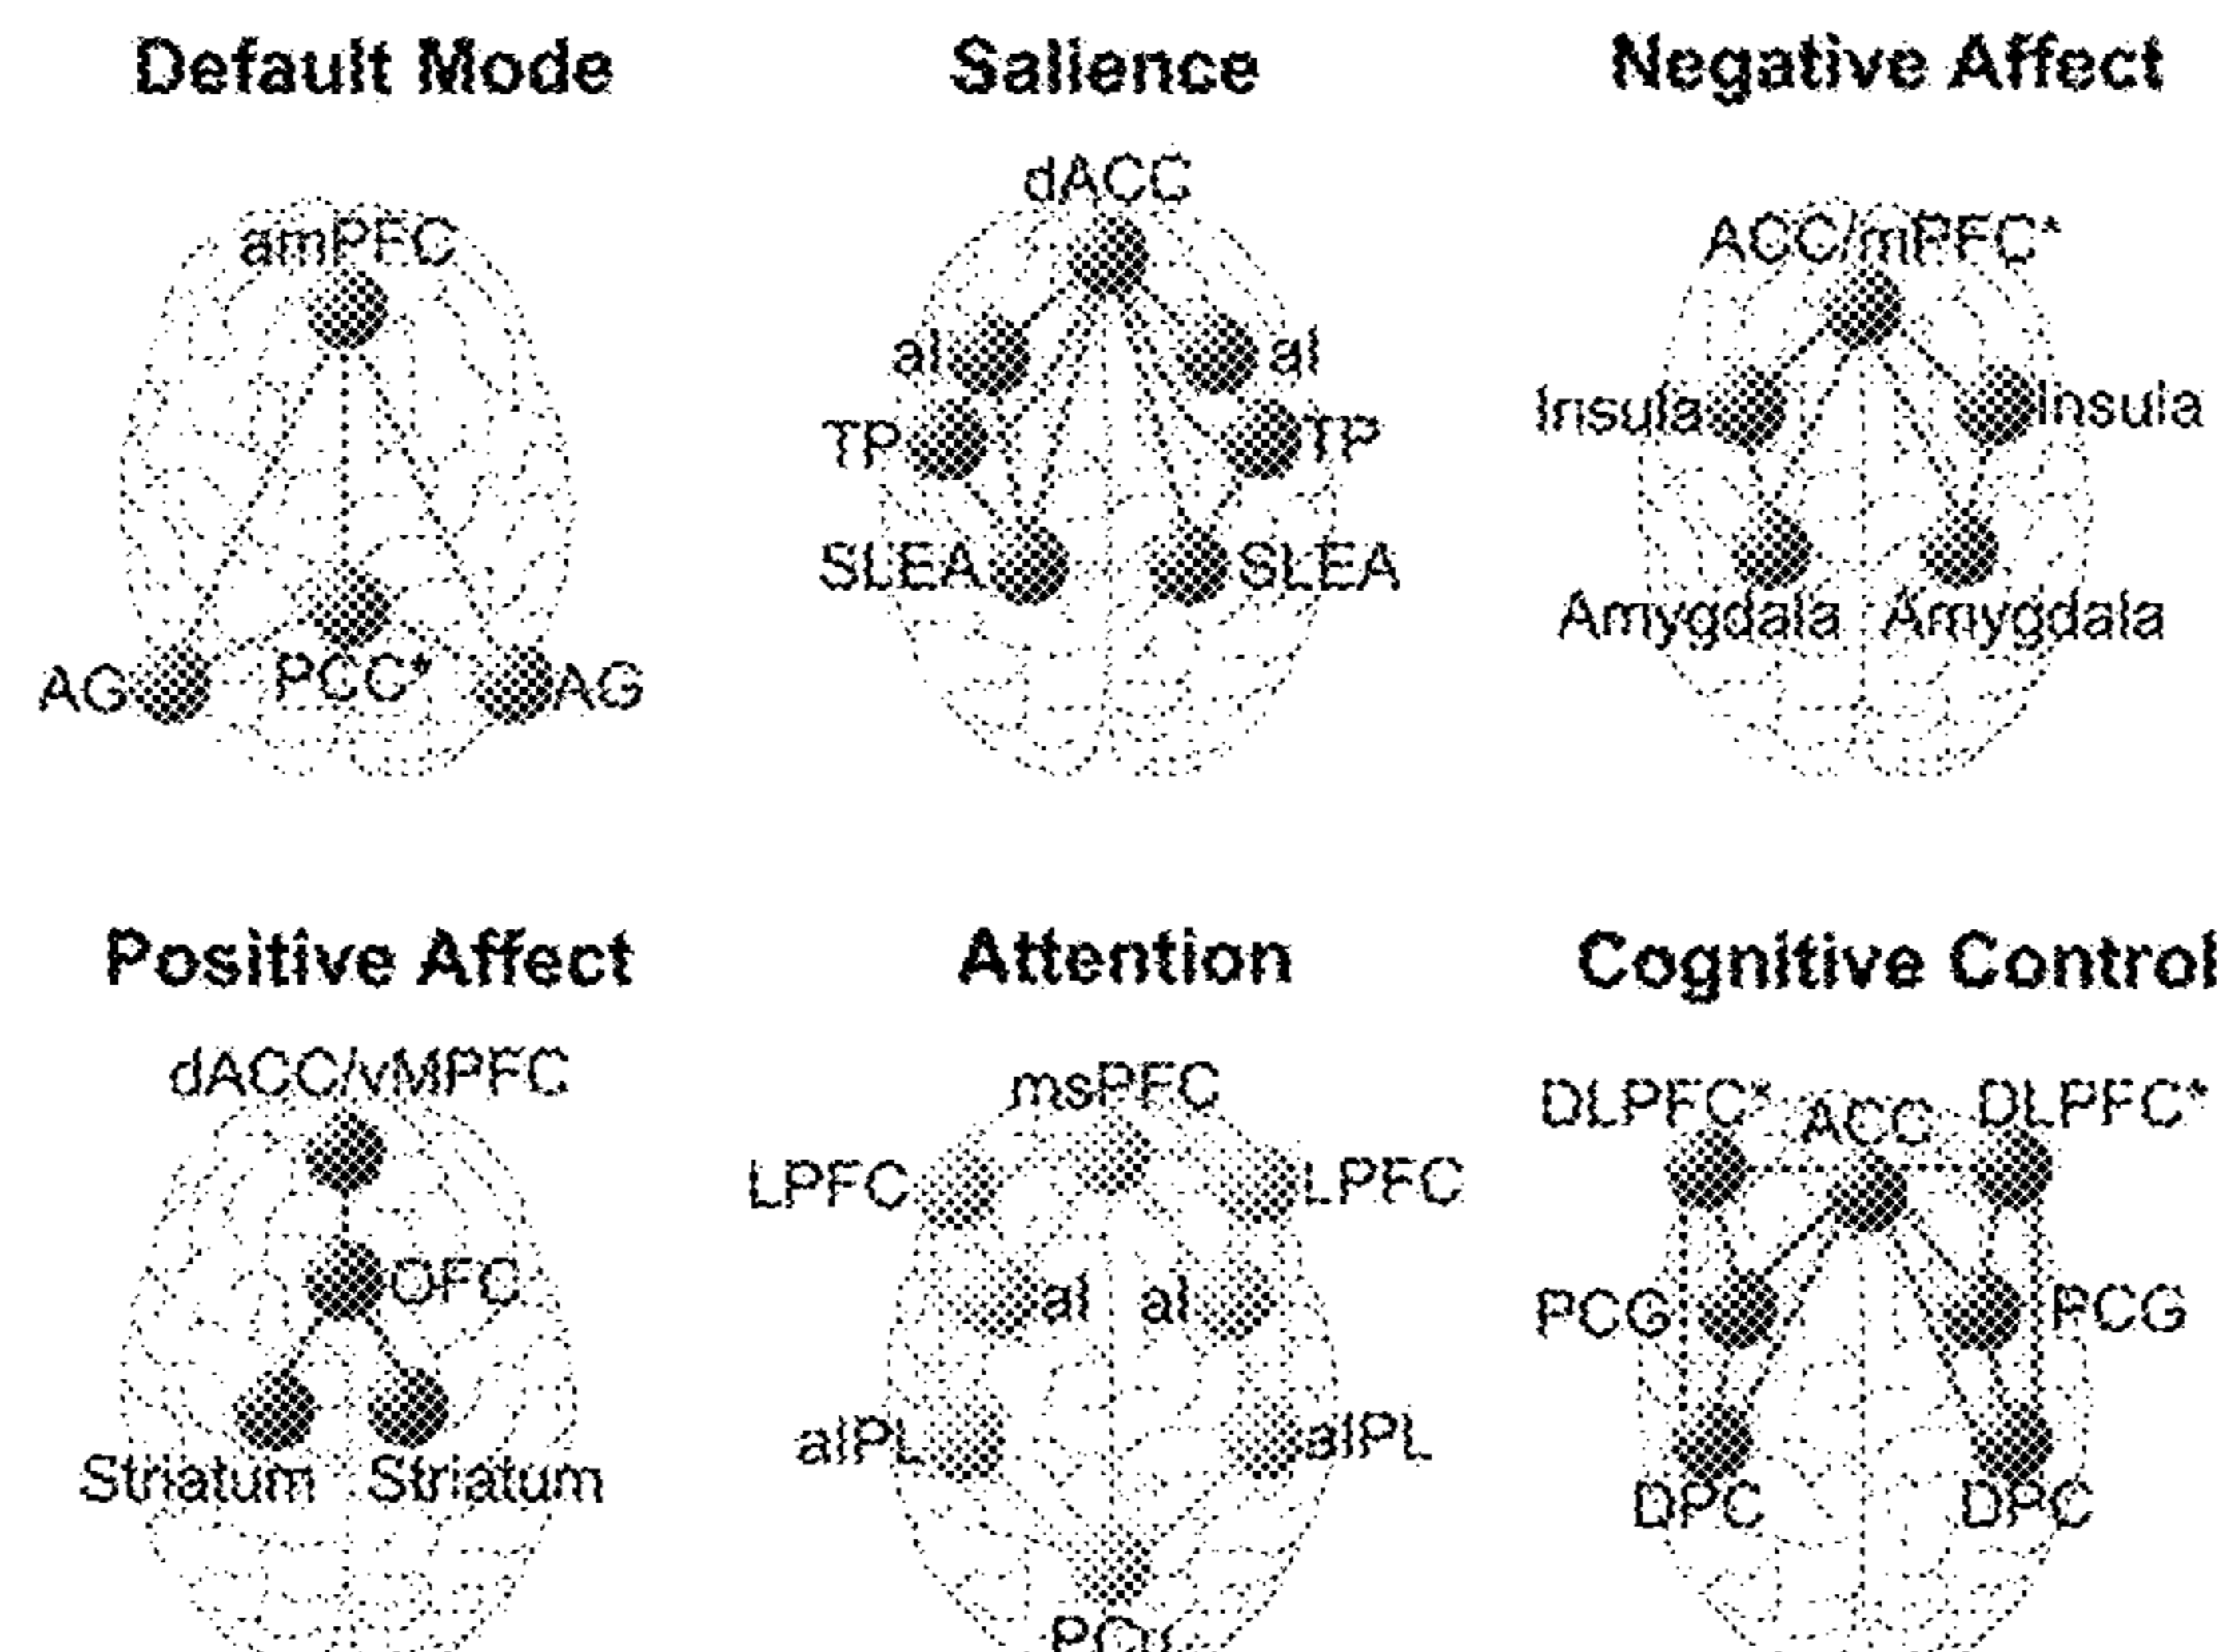 Default Mode
Salience
Negative Affect
amPFC
AG
PCC*
AG
dACC
aI
aI
TP
TP
SLEA
SLEA
ACC/mPFC*
Insula
Insula
Amygdala
Amygdala
Positive Affect
Attention
Cognitive Control
dACC/vMPFC
OFC
Striatum
Striatum
msPFC
LPFC
LPFC
aI
aI
aIPL
aIPL
DLPFC*
ACC
DLPFC*
PCG
PCG
DPC
DPC